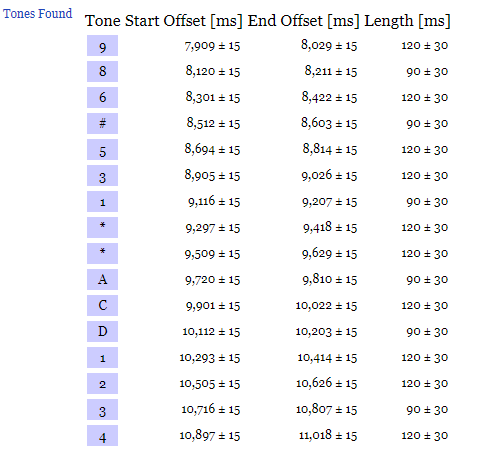 Tones Found
Tone Start Offset [ms] End Offset [ms] Length [ms]
9 7,909 ± 15 8,029 ± 15 120 ± 30
8 8,120 ± 15 8,211 ± 15 90 ± 30
6 8,301 ± 15 8,422 ± 15 120 ± 30
# 8,512 ± 15 8,603 ± 15 90 ± 30
5 8,694 ± 15 8,814 ± 15 120 ± 30
3 8,905 ± 15 9,026 ± 15 120 ± 30
1 9,116 ± 15 9,207 ± 15 90 ± 30
* 9,297 ± 15 9,418 ± 15 120 ± 30
* 9,509 ± 15 9,629 ± 15 120 ± 30
A 9,720 ± 15 9,810 ± 15 90 ± 30
C 9,901 ± 15 10,022 ± 15 120 ± 30
D 10,112 ± 15 10,203 ± 15 90 ± 30
1 10,293 ± 15 10,414 ± 15 120 ± 30
2 10,505 ± 15 10,626 ± 15 120 ± 30
3 10,716 ± 15 10,807 ± 15 90 ± 30
4 10,897 ± 15 11,018 ± 15 120 ± 30